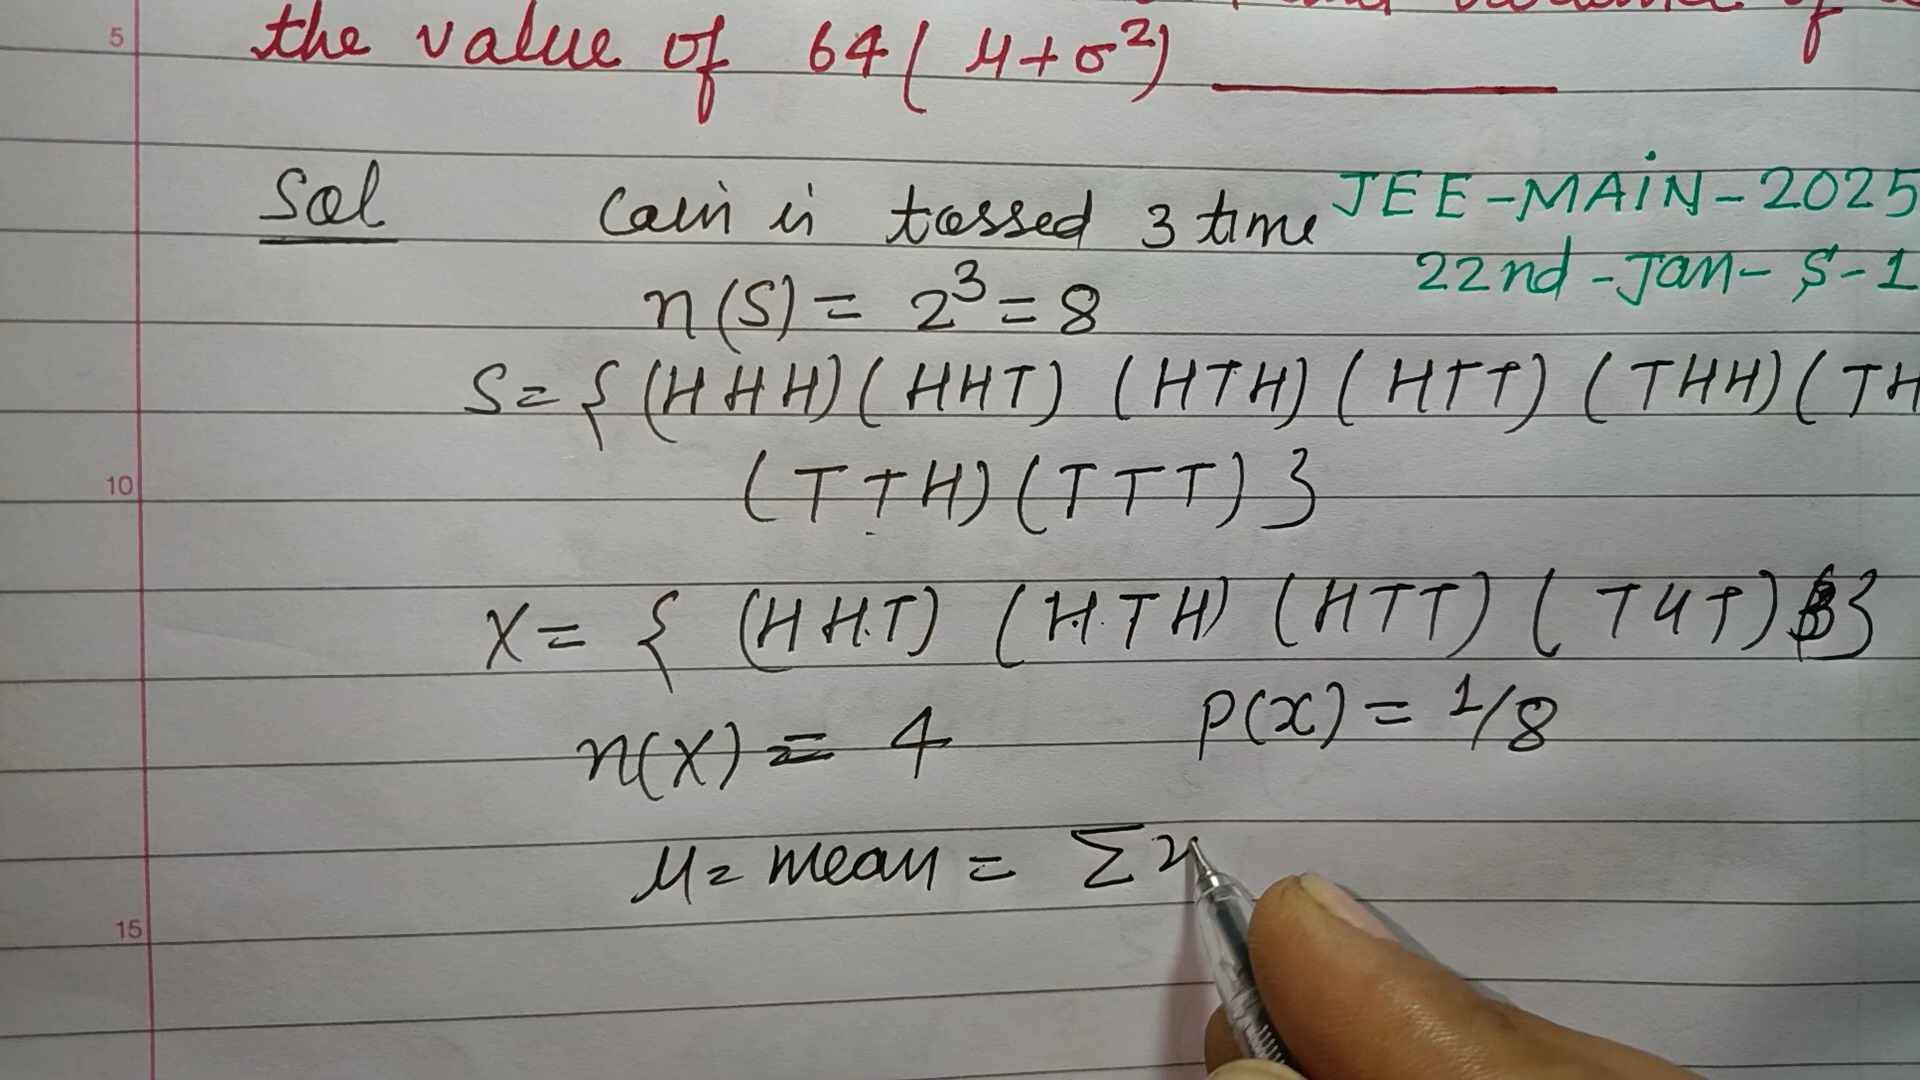 of
5
the value of 64( μ+σ²) ________
Sol Coin is tossed 3 time JEE-MAIN-2025
n(S) = 2³ = 8 22nd-Jan-S-1
S= { (HHH)( HHT) (HTH) ( HTT) ( THH) ( TH
10 ( TTH) (TTT) }
X = { (HHT) (HTH) (HTT) ( THT) }
n(X) = 4 P(x) = 1/8
μ= mean = Σx
15